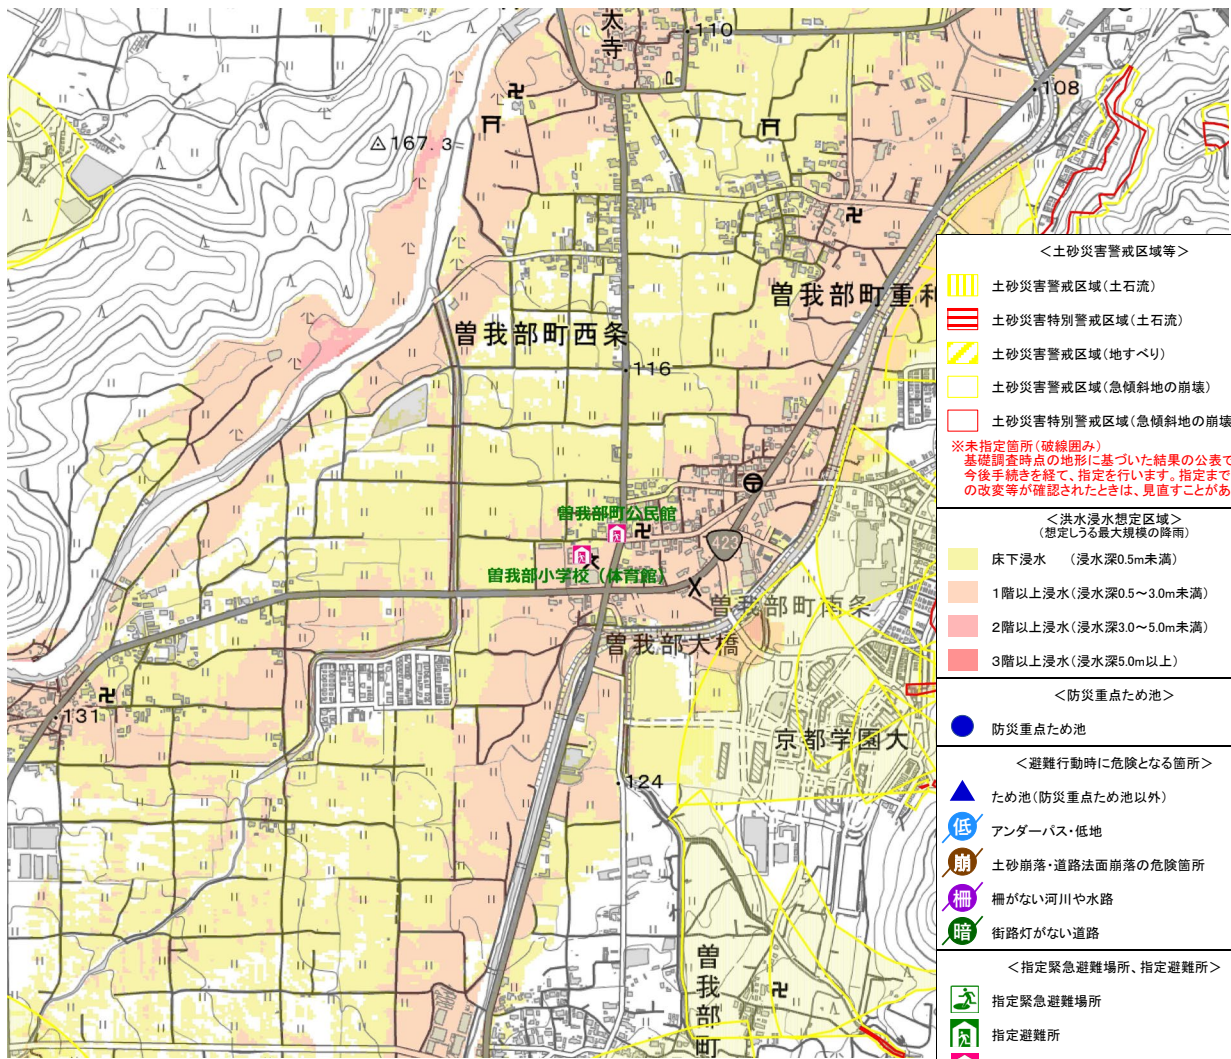 太寺
110
108
167.3
曽我部町重利
曽我部町西条
116
曽我部町公民館
423
曽我部小学校（体育館）
曽我部町南条
曽我部大橋
131
京都学園大
124
曽我部町
＜土砂災害警戒区域等＞
土砂災害警戒区域（土石流）
土砂災害特別警戒区域（土石流）
土砂災害警戒区域（地すべり）
土砂災害警戒区域（急傾斜地の崩壊）
土砂災害特別警戒区域（急傾斜地の崩壊
※未指定箇所（破線囲み）
基礎調査時点の地形に基づいた結果の公表で
今後手続きを経て、指定を行います。指定まで
の改変等が確認されたときは、見直すことがあ
＜洪水浸水想定区域＞
（想定しうる最大規模の降雨）
床下浸水　（浸水深0.5m未満）
1階以上浸水（浸水深0.5～3.0m未満）
2階以上浸水（浸水深3.0～5.0m未満）
3階以上浸水（浸水深5.0m以上）
＜防災重点ため池＞
防災重点ため池
＜避難行動時に危険となる箇所＞
ため池（防災重点ため池以外）
低 アンダーパス・低地
崩 土砂崩落・道路法面崩落の危険箇所
柵 柵がない河川や水路
暗 街路灯がない道路
＜指定緊急避難場所、指定避難所＞
指定緊急避難場所
指定避難所